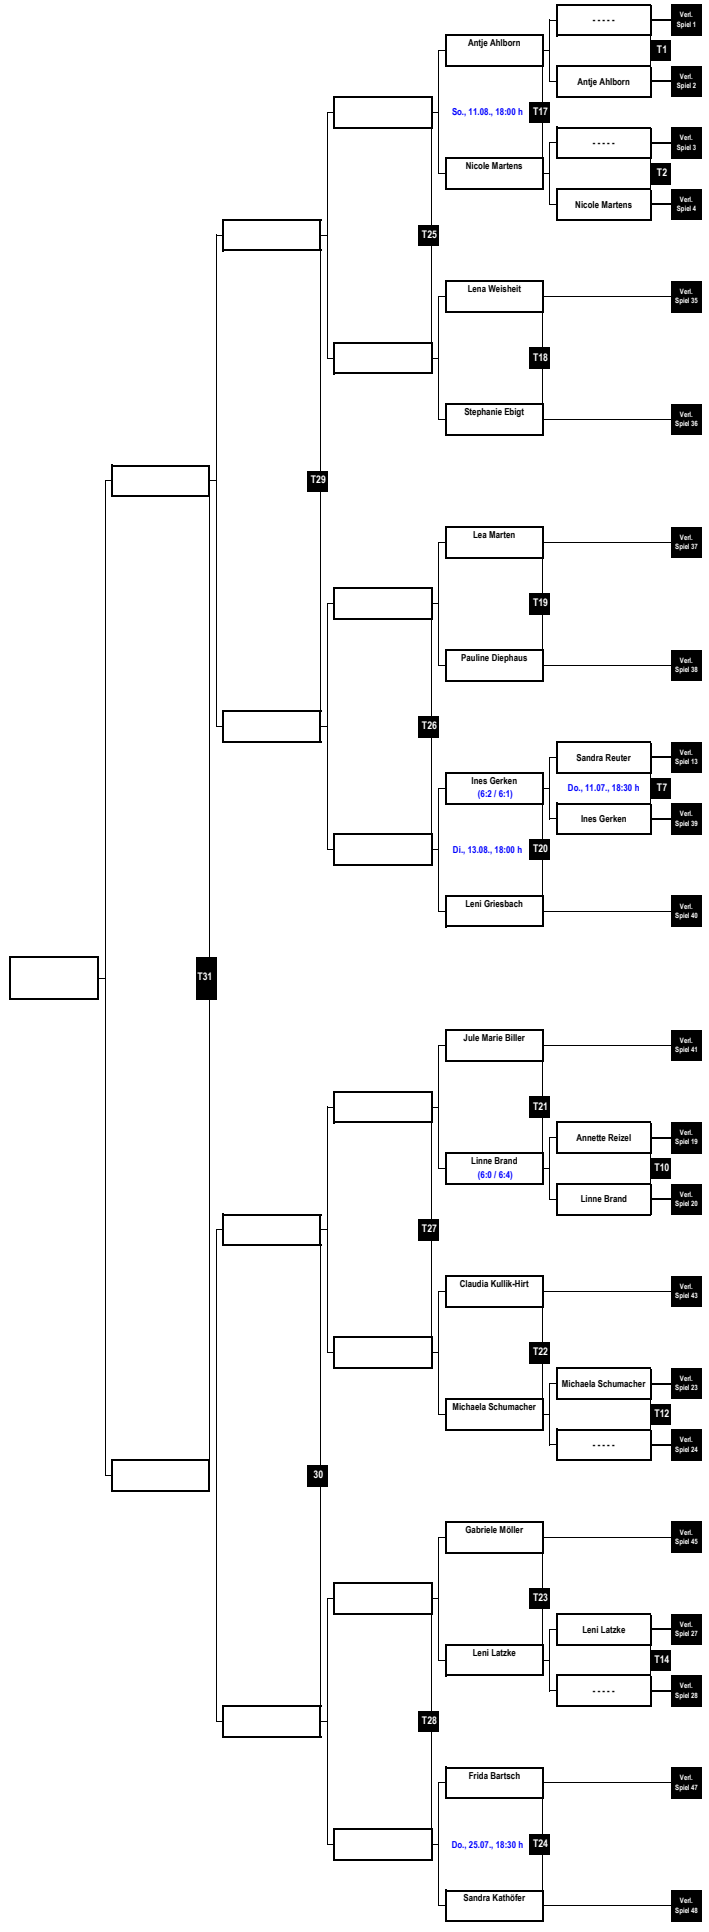 - - - - -
Verl.
Spiel 1
Antje Ahlborn
T1
Antje Ahlborn
Verl.
Spiel 2
So., 11.08., 18:00 h
T17
- - - - -
Verl.
Spiel 3
Nicole Martens
T2
Nicole Martens
Verl.
Spiel 4
T25
Lena Weisheit
Verl.
Spiel 35
T18
Stephanie Ebigt
Verl.
Spiel 36
T29
Lea Marten
Verl.
Spiel 37
T19
Pauline Diephaus
Verl.
Spiel 38
T26
Sandra Reuter
Verl.
Spiel 13
Ines Gerken
(6:2 / 6:1)
Do., 11.07., 18:30 h
T7
Ines Gerken
Verl.
Spiel 39
Di., 13.08., 18:00 h
T20
Leni Griesbach
Verl.
Spiel 40
T31
Jule Marie Biller
Verl.
Spiel 41
T21
Annette Reizel
Verl.
Spiel 19
Linne Brand
(6:0 / 6:4)
T10
Linne Brand
Verl.
Spiel 20
T27
Claudia Kullik-Hirt
Verl.
Spiel 43
T22
Michaela Schumacher
Verl.
Spiel 23
Michaela Schumacher
T12
- - - - -
Verl.
Spiel 24
30
Gabriele Möller
Verl.
Spiel 45
T23
Leni Latzke
Verl.
Spiel 27
Leni Latzke
T14
- - - - -
Verl.
Spiel 28
T28
Frida Bartsch
Verl.
Spiel 47
Do., 25.07., 18:30 h
T24
Sandra Kathöfer
Verl.
Spiel 48